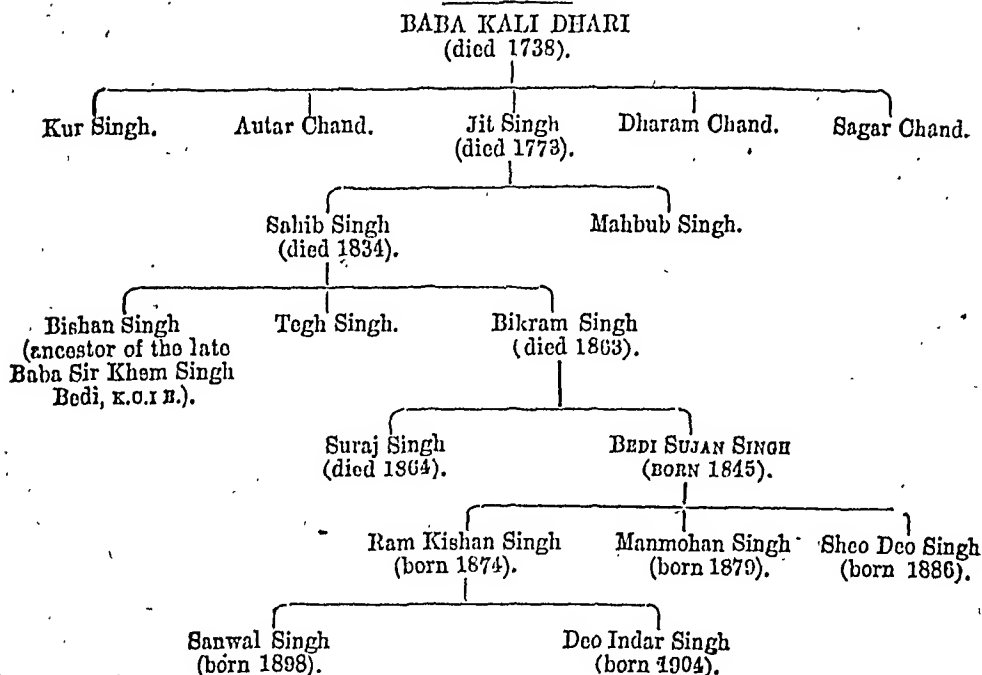 BABA KALI DHARI
(died 1738).
Kur Singh. Autar Chand. Jit Singh Dharam Chand. Sagar Chand.
(died 1773).
Sahib Singh Mahbub Singh.
(died 1834).
Bishan Singh Tegh Singh. Bikram Singh
(ancestor of the late (died 1863).
Baba Sir Khem Singh
Bedi, K.C.I E.).
Suraj Singh BEDI SUJAN SINGH
(died 1864). (BORN 1845).
Ram Kishan Singh Manmohan Singh Sheo Deo Singh
(born 1874). (born 1879). (born 1886).
Sanwal Singh Deo Indar Singh
(born 1898). (born 1904).